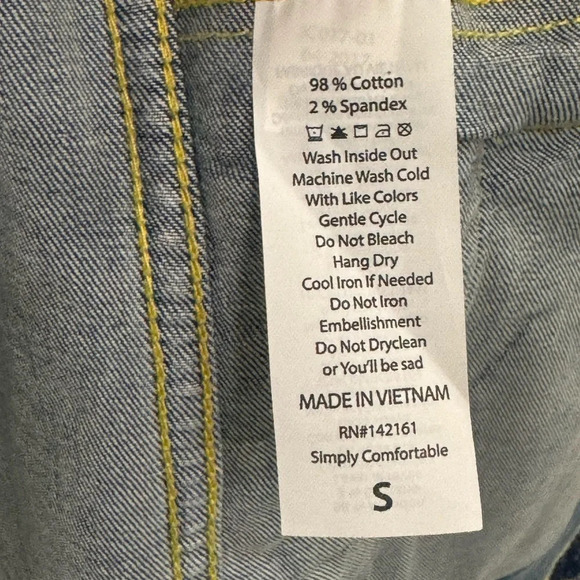 98 % Cotton
2 % Spandex
Wash Inside Out
Machine Wash Cold
With Like Colors
Gentle Cycle
Do Not Bleach
Hang Dry
Cool Iron If Needed
Do Not Iron
Embellishment
Do Not Dryclean
or You'll be sad
MADE IN VIETNAM
RN#142161
Simply Comfortable
S